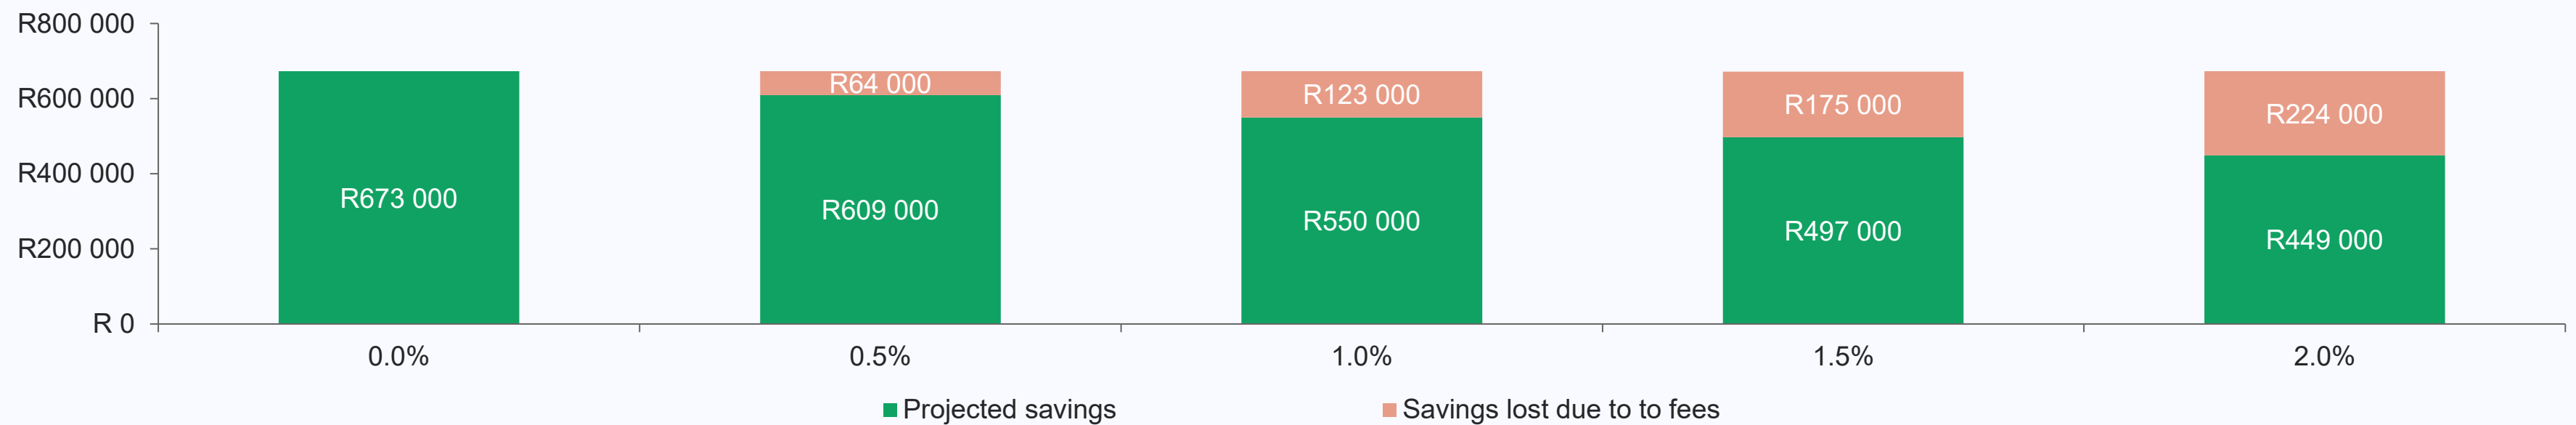 R800 000
R600 000
R400 000
R200 000
R 0
R673 000
R64 000
R609 000
R123 000
R550 000
R175 000
R497 000
R224 000
R449 000
0.0%
0.5%
1.0%
1.5%
2.0%
Projected savings
Savings lost due to to fees